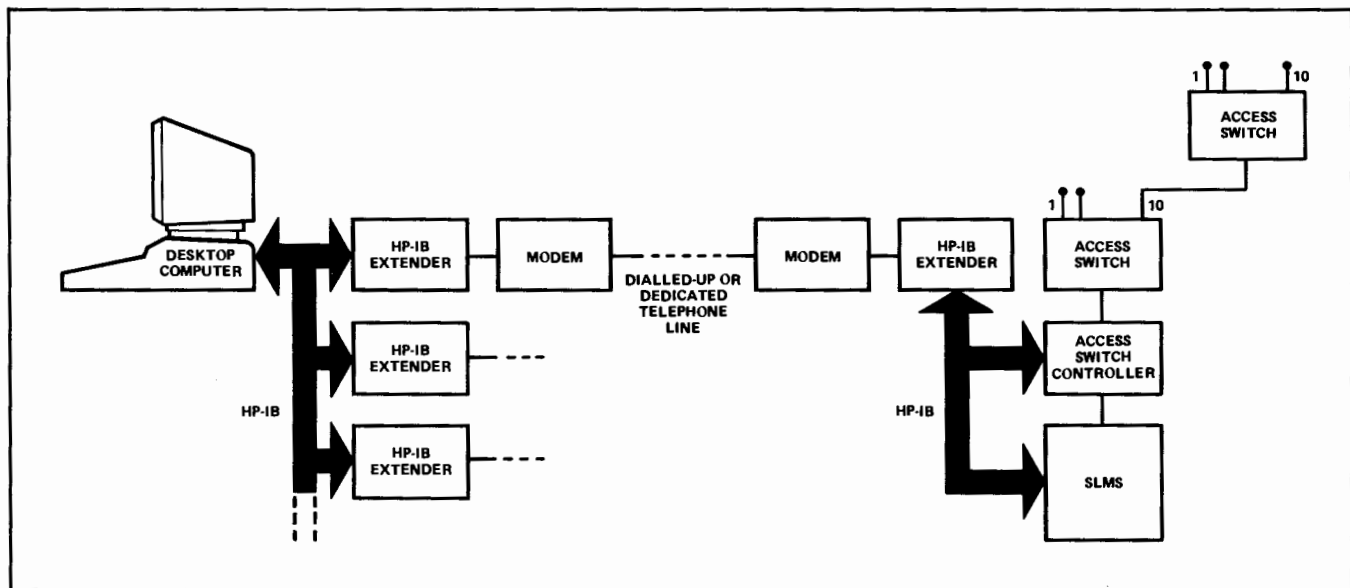 1
10
ACCESS
SWITCH
1
10
DESKTOP
COMPUTER
HP-IB
EXTENDER
MODEM
DIALLED-UP OR
DEDICATED
TELEPHONE
LINE
MODEM
HP-IB
EXTENDER
ACCESS
SWITCH
HP-IB
EXTENDER
ACCESS
SWITCH
CONTROLLER
HP-IB
HP-IB
EXTENDER
HP-IB
SLMS